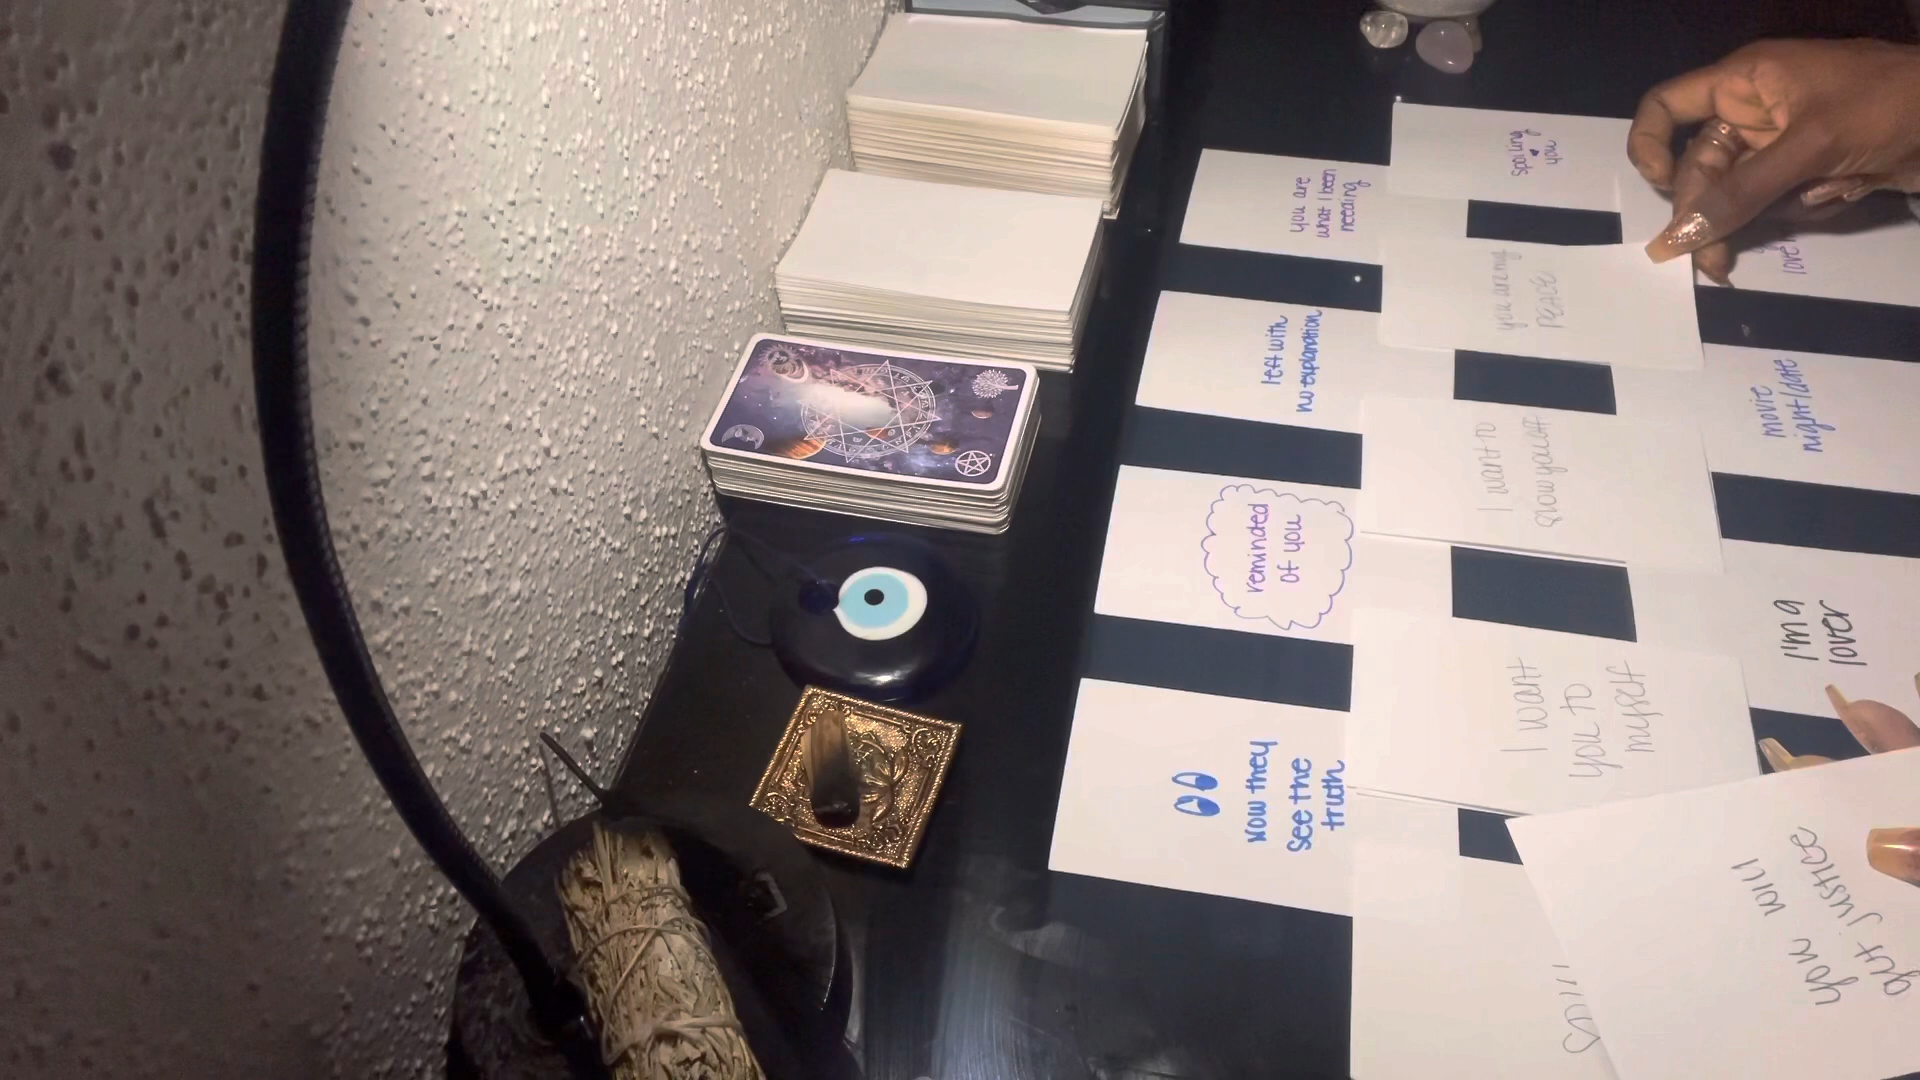 you are
what I been
needing
left with
no explanation
reminded
of you
Now they
see the
truth
spoiling
you
you are my
PEACE
I want to
show you off
I want
you to
myself
love
movie
night/date
I'm a
lover
you will
get justice